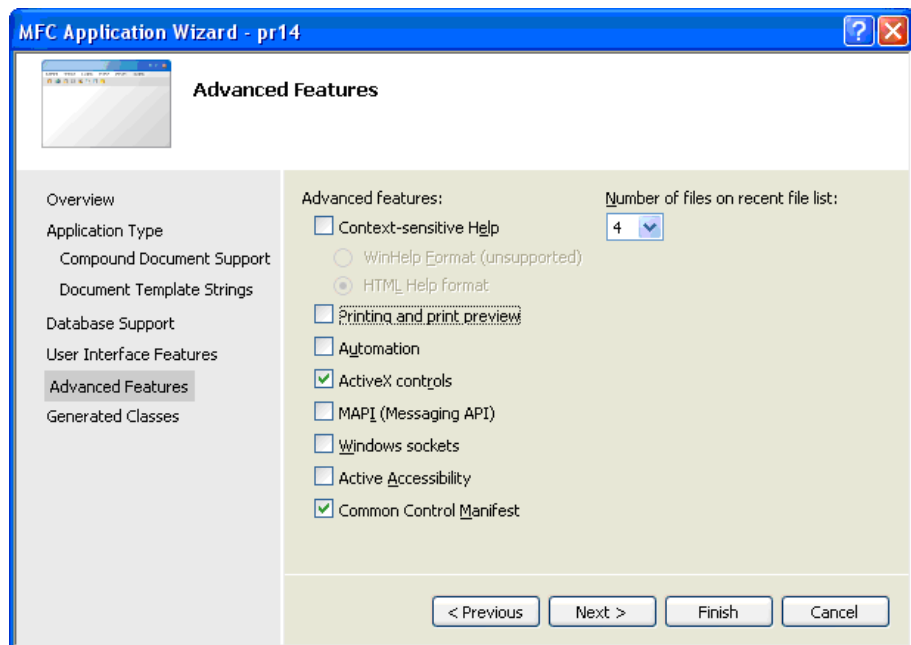 MFC Application Wizard - pr14
Advanced Features
Overview
Application Type
Compound Document Support
Document Template Strings
Database Support
User Interface Features
Advanced Features
Generated Classes
Advanced features:
Context-sensitive Help
WinHelp Format (unsupported)
HTML Help format
Printing and print preview
Automation
ActiveX controls
MAPI (Messaging API)
Windows sockets
Active Accessibility
Common Control Manifest
Number of files on recent file list:
4
< Previous
Next >
Finish
Cancel